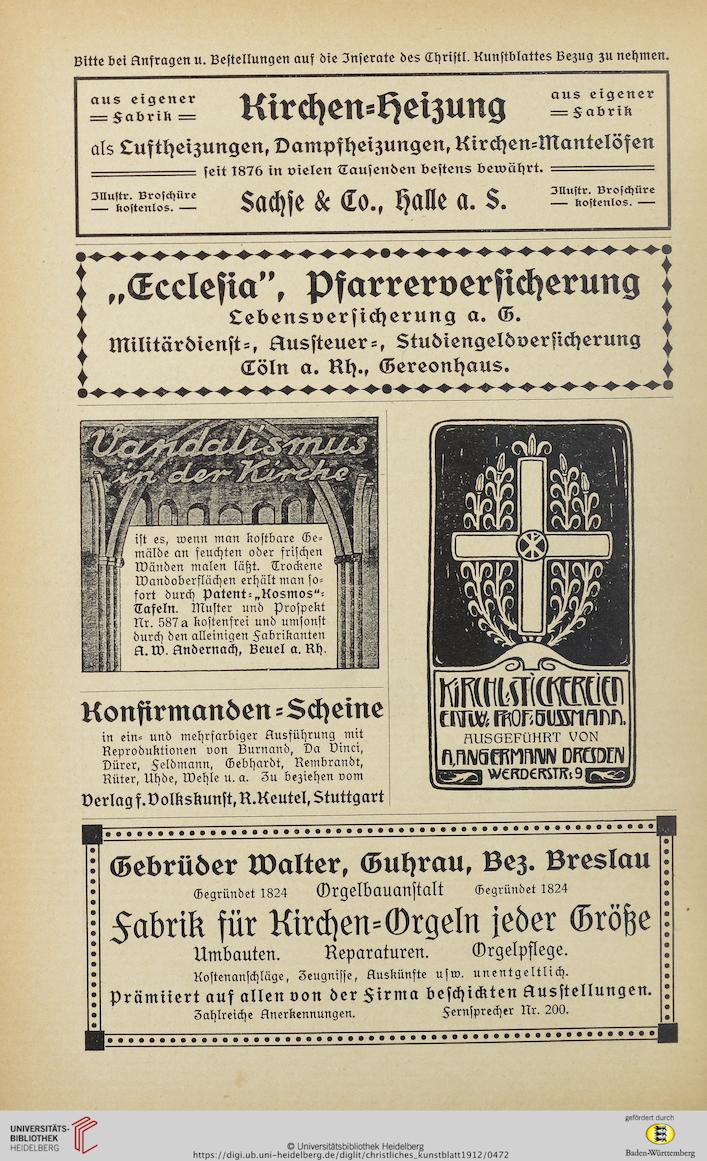 Bitte bei Anfragen u. Bestellungen auf die Inserate des Christl. Kunstblattes Bezug zu nehmen.
aus eigener
Fabrik
Kirchen-Heizung
aus eigener
Fabrik
als Luftheizungen, Dampfheizungen, Kirchen-Mantelöfen
seit 1876 in vielen Tausenden bestens bewährt.
Illustr. Broschüre
— kostenlos. —
Sachse & Co., Halle a. S.
Illustr. Broschüre
— kostenlos. —
„Ecclesia", Pfarrerversicherung
Lebensversicherung a. G.
Militärdienst-, Aussteuer-, Studiengeldversicherung
Cöln a. Rh., Gereonhaus.
Vandalismus
in der Kirche
ist es, wenn man kostbare Ge-
mälde an feuchten oder frischen
Wänden malen läßt. Trockene
Wandoberflächen erhält man so-
fort durch Patent-„Kosmos"-
Tafeln. Muster und Prospekt
Nr. 587a kostenfrei und umsonst
durch den alleinigen Fabrikanten
A. W. Andernach, Beuel a. Rh.
Konfirmanden-Scheine
in ein- und mehrfarbiger Ausführung mit
Reproduktionen von Burnand, Da Vinci,
Dürer, Feldmann, Gebhardt, Rembrandt,
Rüter, Uhde, Wehle u. a. Zu beziehen vom
Verlag f. Volkskunst, R. Keutel, Stuttgart
KIRCHLSTICKEREIEN
ENTW. PROF. GUSSMANN.
AUSGEFÜHRT VON
A, ANGERMANN DRESDEN
WERDERSTR: 9
Gebrüder Walter, Guhrau, Bez. Breslau
Gegründet 1824 Orgelbauanstalt Gegründet 1824
Fabrik für Kirchen-Orgeln jeder Größe
Umbauten. Reparaturen. Orgelpflege.
Kostenanschläge, Zeugnisse, Auskünfte usw. unentgeltlich.
Prämiiert auf allen von der Firma beschickten Ausstellungen.
Zahlreiche Anerkennungen. Fernsprecher Nr. 200.
UNIVERSITÄTS-
BIBLIOTHEK
HEIDELBERG
© Universitätsbibliothek Heidelberg
https://digi.ub.uni-heidelberg.de/diglit/christliches_kunstblatt1912/0472
gefördert durch
Baden-Württemberg